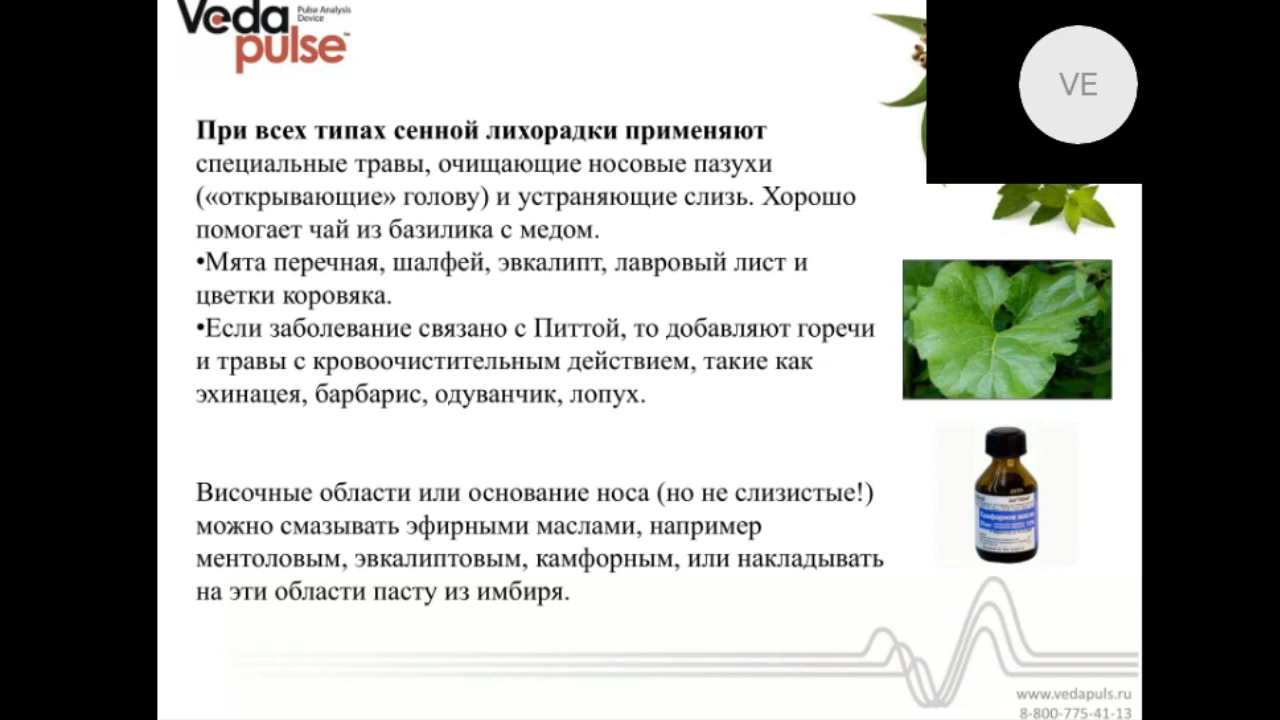 Veda
Pulse Analysis
Device
pulse™
VE
При всех типах сенной лихорадки применяют
специальные травы, очищающие носовые пазухи
(«открывающие» голову) и устраняющие слизь. Хорошо
помогает чай из базилика с медом.
•Мята перечная, шалфей, эвкалипт, лавровый лист и
цветки коровяка.
•Если заболевание связано с Питтой, то добавляют горечи
и травы с кровоочистительным действием, такие как
эхинацея, барбарис, одуванчик, лопух.
Височные области или основание носа (но не слизистые!)
можно смазывать эфирными маслами, например
ментоловым, эвкалиптовым, камфорным, или накладывать
на эти области пасту из имбиря.
Камфорное масло
www.vedapuls.ru
8-800-775-41-13